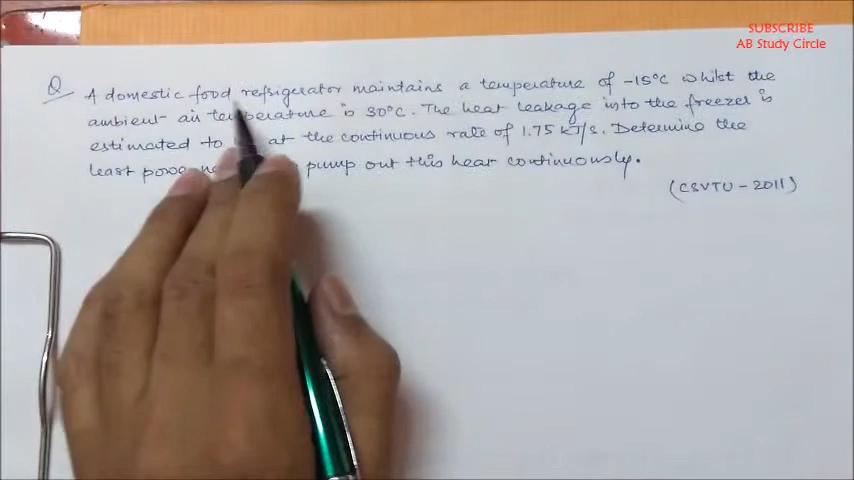 SUBSCRIBE
AB Study Circle
Q A domestic food refrigerator maintains a temperature of -15°C whilst the
ambient air temperature is 30°C. The heat leakage into the freezer is
estimated to at the continuous rate of 1.75 kJ/s. Determine the
least pump out this heat continuously.
(CSVTU - 2011)